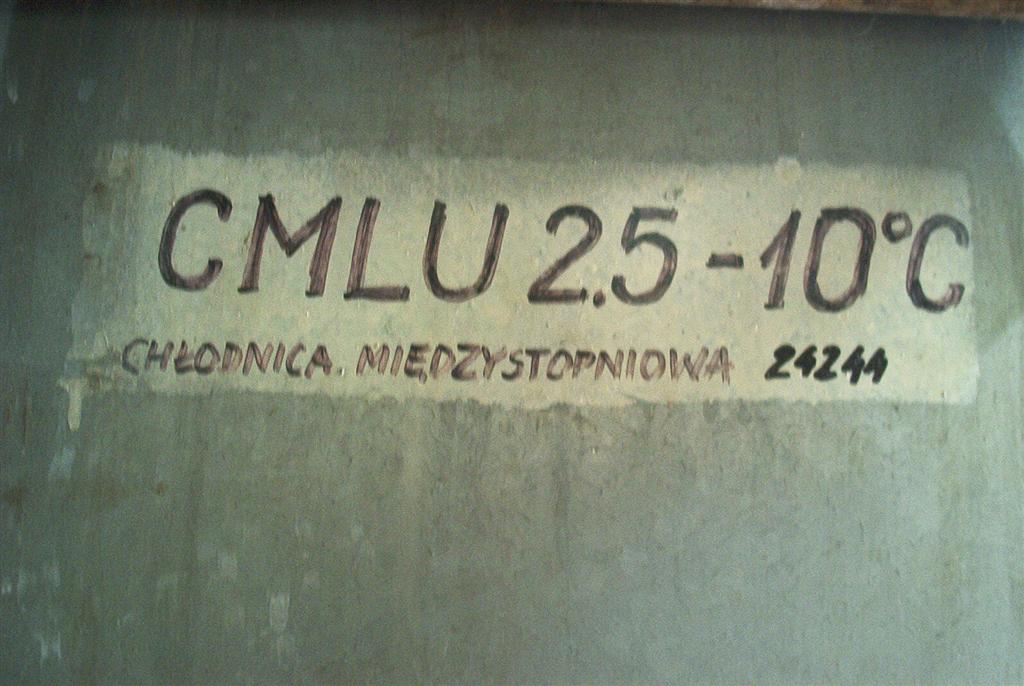 CMLU 2.5 -10°C
CHŁODNICA. MIĘDZYSTOPNIOWA 24244